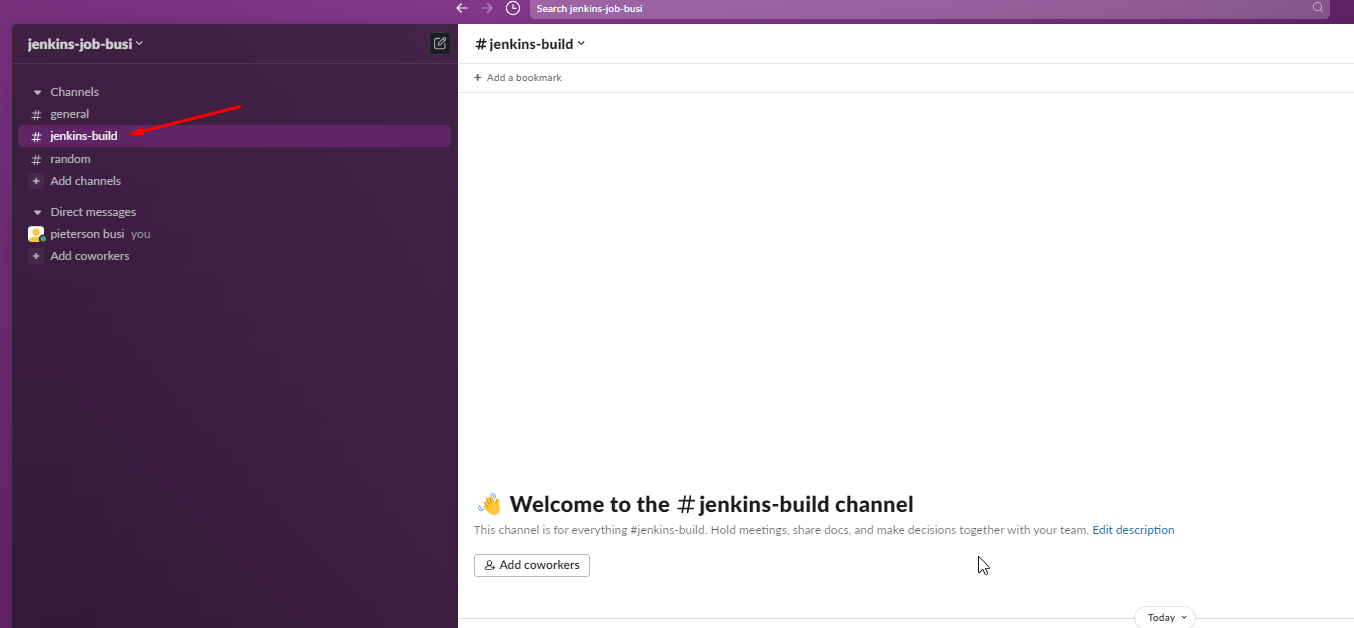 Search jenkins-job-busi
jenkins-job-busi
Channels
# general
# jenkins-build
# random
+ Add channels
Direct messages
pieterson busi you
+ Add coworkers
# jenkins-build
+ Add a bookmark
👋 Welcome to the # jenkins-build channel
This channel is for everything #jenkins-build. Hold meetings, share docs, and make decisions together with your team. Edit description
Add coworkers
Today